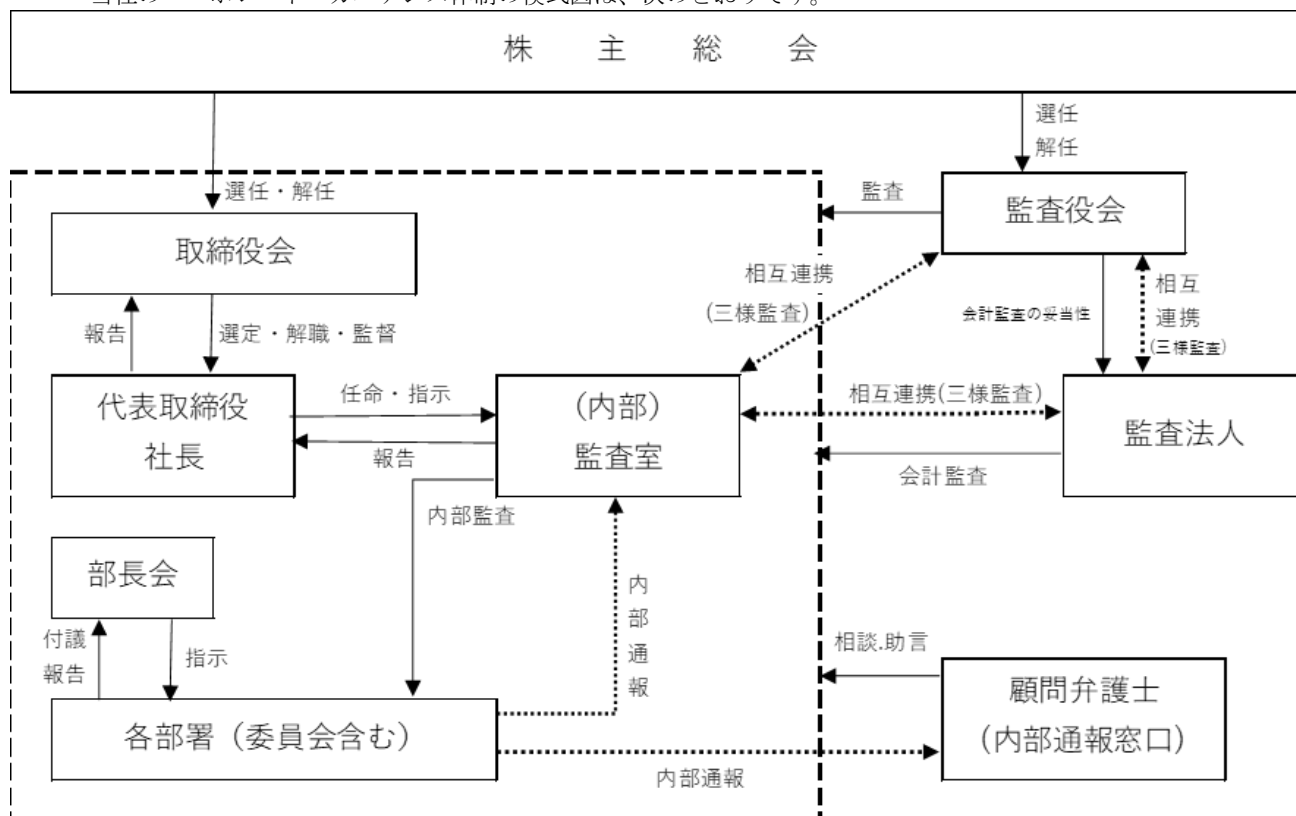 株主総会
選任
解任
選任・解任
監査
監査役会
取締役会
相互連携
(三様監査)
会計監査の妥当性
相互
連携
(三様監査)
報告
選定・解職・監督
代表取締役
社長
任命・指示
報告
(内部)
監査室
相互連携(三様監査)
会計監査
監査法人
内部監査
部長会
内部通報
付議
報告
指示
相談.助言
各部署（委員会含む）
顧問弁護士
(内部通報窓口)
内部通報